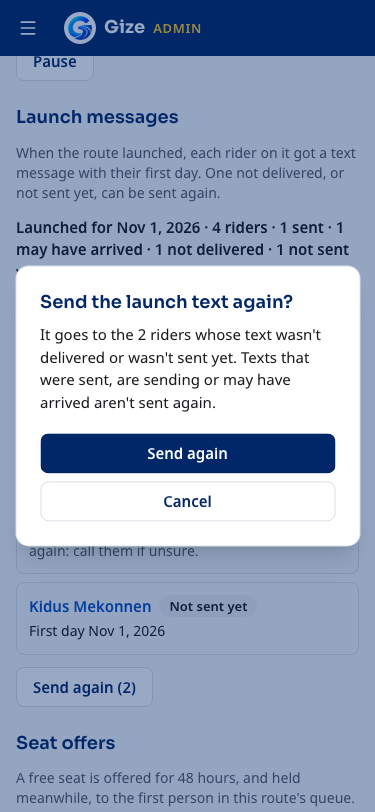 Gize ADMIN
Pause
Launch messages
When the route launched, each rider on it got a text
message with their first day. One not delivered, or
not sent yet, can be sent again.
Launched for Nov 1, 2026 · 4 riders · 1 sent · 1
may have arrived · 1 not delivered · 1 not sent
Send the launch text again?
It goes to the 2 riders whose text wasn't
delivered or wasn't sent yet. Texts that
were sent, are sending or may have
arrived aren't sent again.
Send again
Cancel
again: call them if unsure.
Kidus Mekonnen Not sent yet
First day Nov 1, 2026
Send again (2)
Seat offers
A free seat is offered for 48 hours, and held
meanwhile, to the first person in this route's queue.